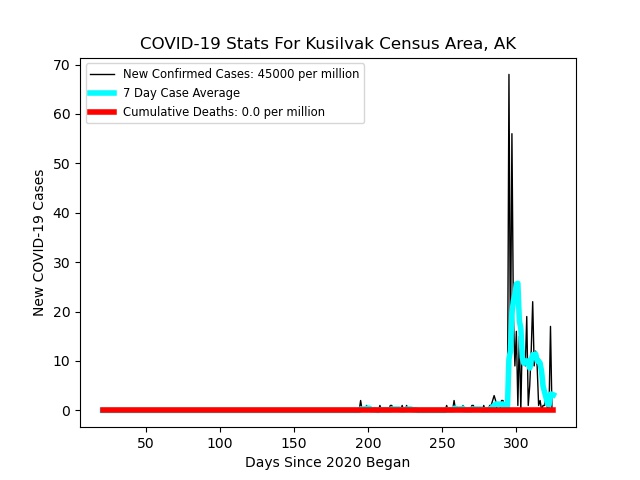 COVID-19 Stats For Kusilvak Census Area, AK
New Confirmed Cases: 45000 per million
7 Day Case Average
Cumulative Deaths: 0.0 per million
New COVID-19 Cases
70
60
50
40
30
20
10
0
50 100 150 200 250 300
Days Since 2020 Began